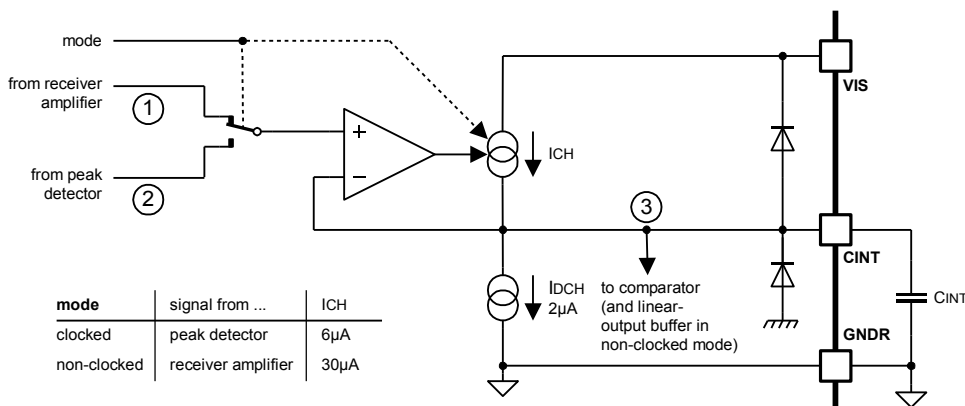 mode
VIS
from receiver
amplifier
1
+
ICH
from peak
detector
2
−
3
CINT
IDCH
2µA
to comparator
(and linear-
output buffer in
non-clocked mode)
CINT
GNDR
mode signal from ... ICH
clocked peak detector 6µA
non-clocked receiver amplifier 30µA